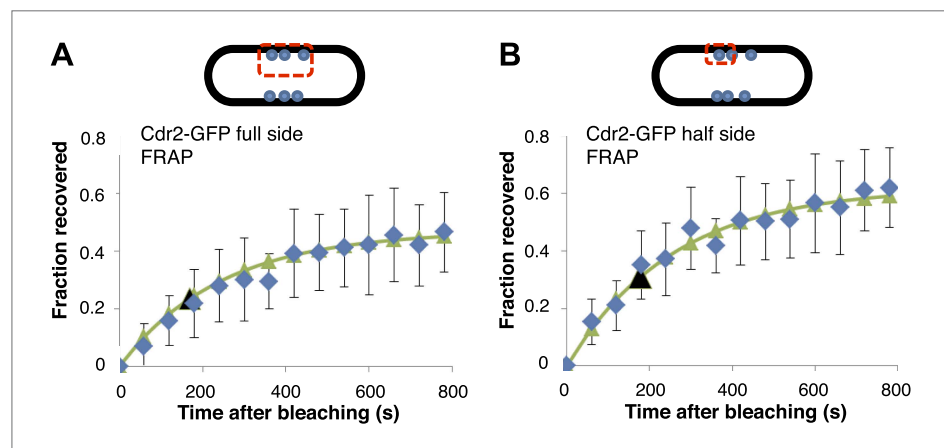 A
Cdr2-GFP full side
FRAP
Fraction recovered
0.8
0.6
0.4
0.2
0
0 200 400 600 800
Time after bleaching (s)
B
Cdr2-GFP half side
FRAP
Fraction recovered
0.8
0.6
0.4
0.2
0
0 200 400 600 800
Time after bleaching (s)